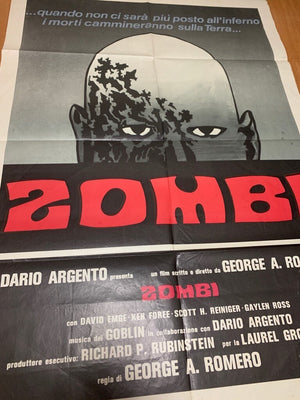 ...quando non ci sarà più posto all'inferno
i morti cammineranno sulla Terra...
ZOMBI
DARIO ARGENTO presenta un film scritto e diretto da GEORGE A. RO
ZOMBI
con DAVID EMGE · KEN FOREE · SCOTT H. REINIGER · GAYLEN ROSS
musica dei GOBLIN in collaborazione con DARIO ARGENTO
produttore esecutivo: RICHARD P. RUBINSTEIN per la LAUREL GRO
regia di GEORGE A. ROMERO